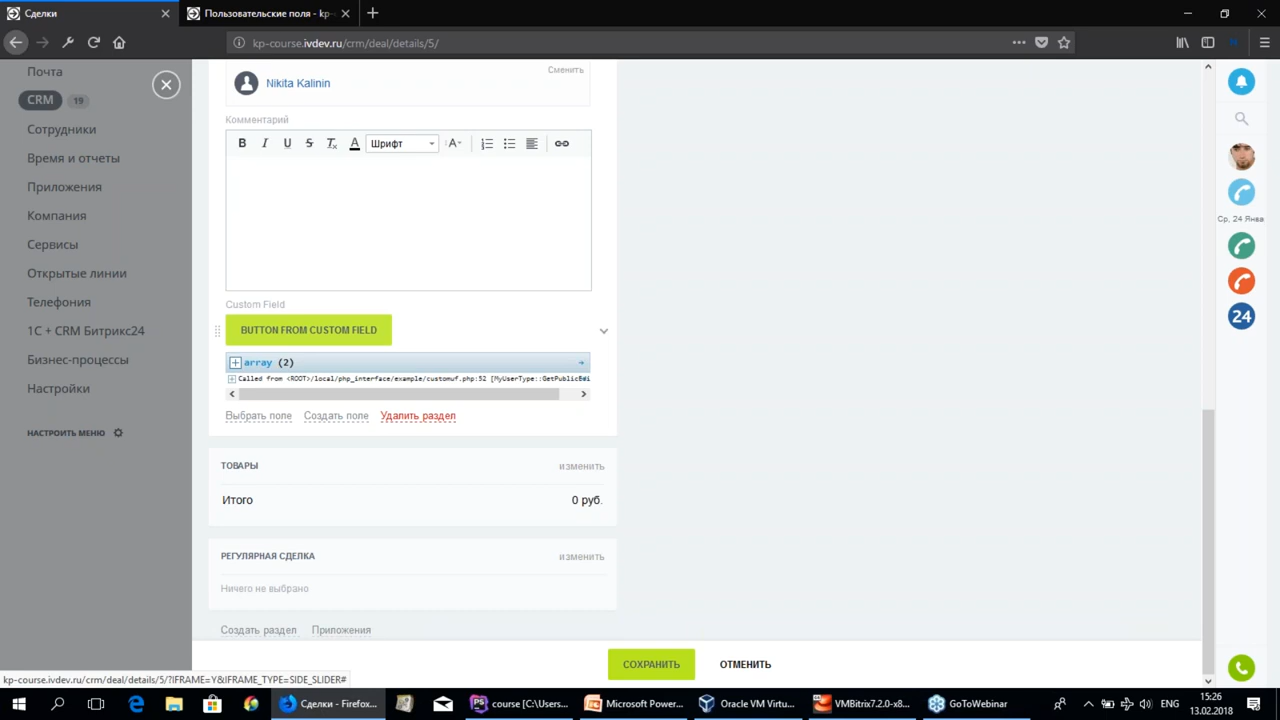 Сделки
Пользовательские поля - kp-
kp-course.ivdev.ru/crm/deal/details/5/
Почта
CRM 19
Сотрудники
Время и отчеты
Приложения
Компания
Сервисы
Открытые линии
Телефония
1С + CRM Битрикс24
Бизнес-процессы
Настройки
НАСТРОИТЬ МЕНЮ
Сменить
Nikita Kalinin
Комментарий
B I U S Tx A Шрифт A
Custom Field
BUTTON FROM CUSTOM FIELD
array (2)
Called from <ROOT>/local/php_interface/example/customuf.php:52 [MyUserType::GetPublicEdi
Выбрать поле Создать поле Удалить раздел
ТОВАРЫ изменить
Итого 0 руб.
РЕГУЛЯРНАЯ СДЕЛКА изменить
Ничего не выбрано
Создать раздел Приложения
СОХРАНИТЬ ОТМЕНИТЬ
Ср, 24 Янва
24
kp-course.ivdev.ru/crm/deal/details/5/?IFRAME=Y&IFRAME_TYPE=SIDE_SLIDER#
Сделки - Firefox...
course [C:\Users...
Microsoft Power...
Oracle VM Virtu...
VMBitrix7.2.0-x8...
GoToWebinar
15:26
13.02.2018